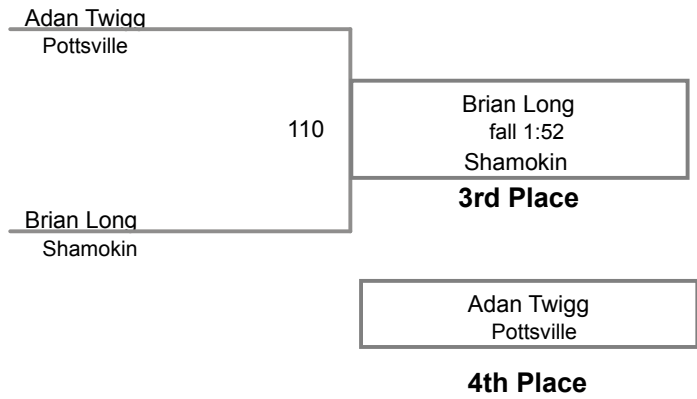 Adan Twigg
Pottsville
110
Brian Long
fall 1:52
Shamokin
3rd Place
Brian Long
Shamokin
Adan Twigg
Pottsville
4th Place